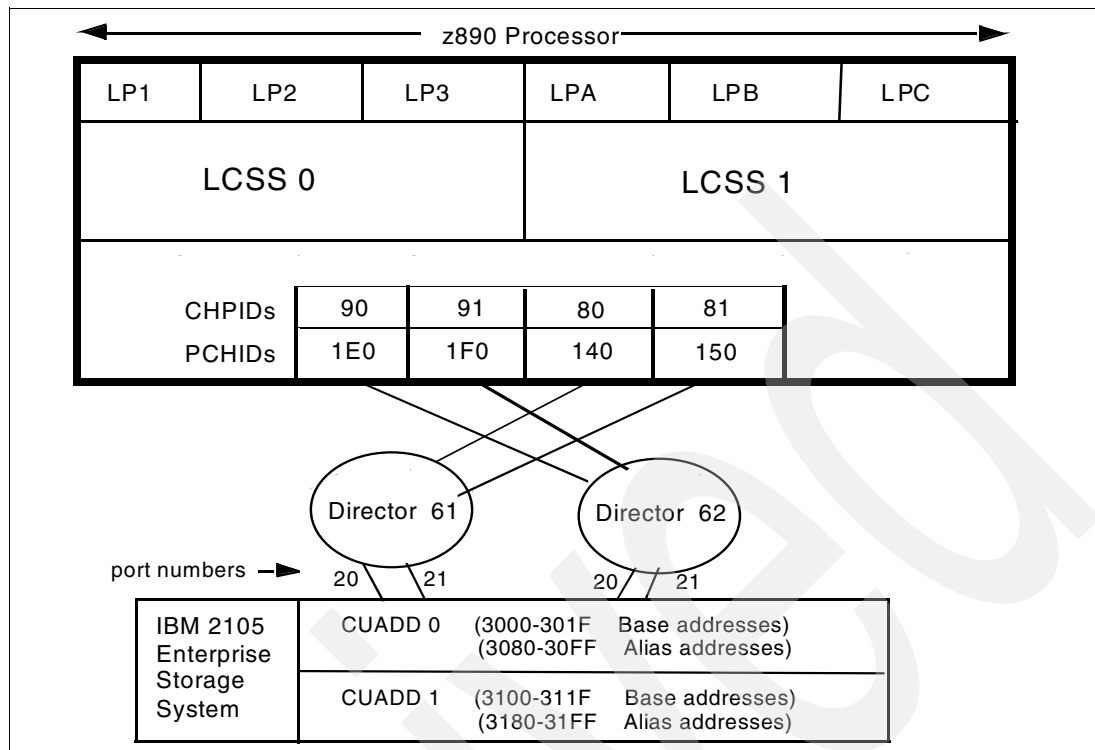 z890 Processor
LP1 LP2 LP3 LPA LPB LPC
LCSS 0 LCSS 1
CHPIDs 90 91 80 81
PCHIDs 1E0 1F0 140 150
Director 61 Director 62
port numbers 20 21 20 21
IBM 2105 CUADD 0 (3000-301F Base addresses)
Enterprise (3080-30FF Alias addresses)
Storage
System CUADD 1 (3100-311F Base addresses)
(3180-31FF Alias addresses)